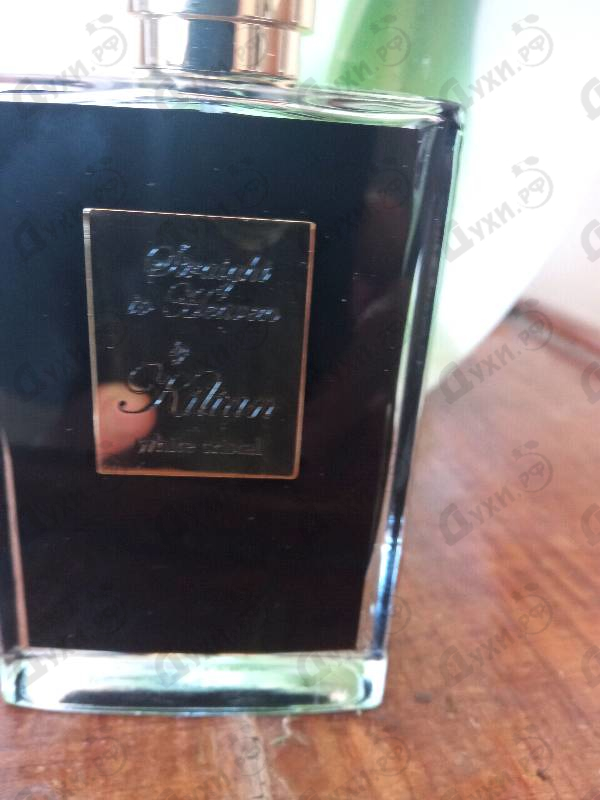 Straight
to Heaven
by
Kilian
white cristal
Духи.рф